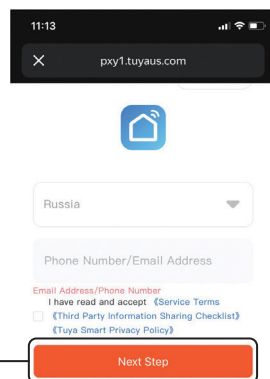 11:13
pxy1.tuyaus.com
Russia
Phone Number/Email Address
Email Address/Phone Number
I have read and accept 《Service Terms
《Third Party Information Sharing Checklist》
《Tuya Smart Privacy Policy》
Next Step